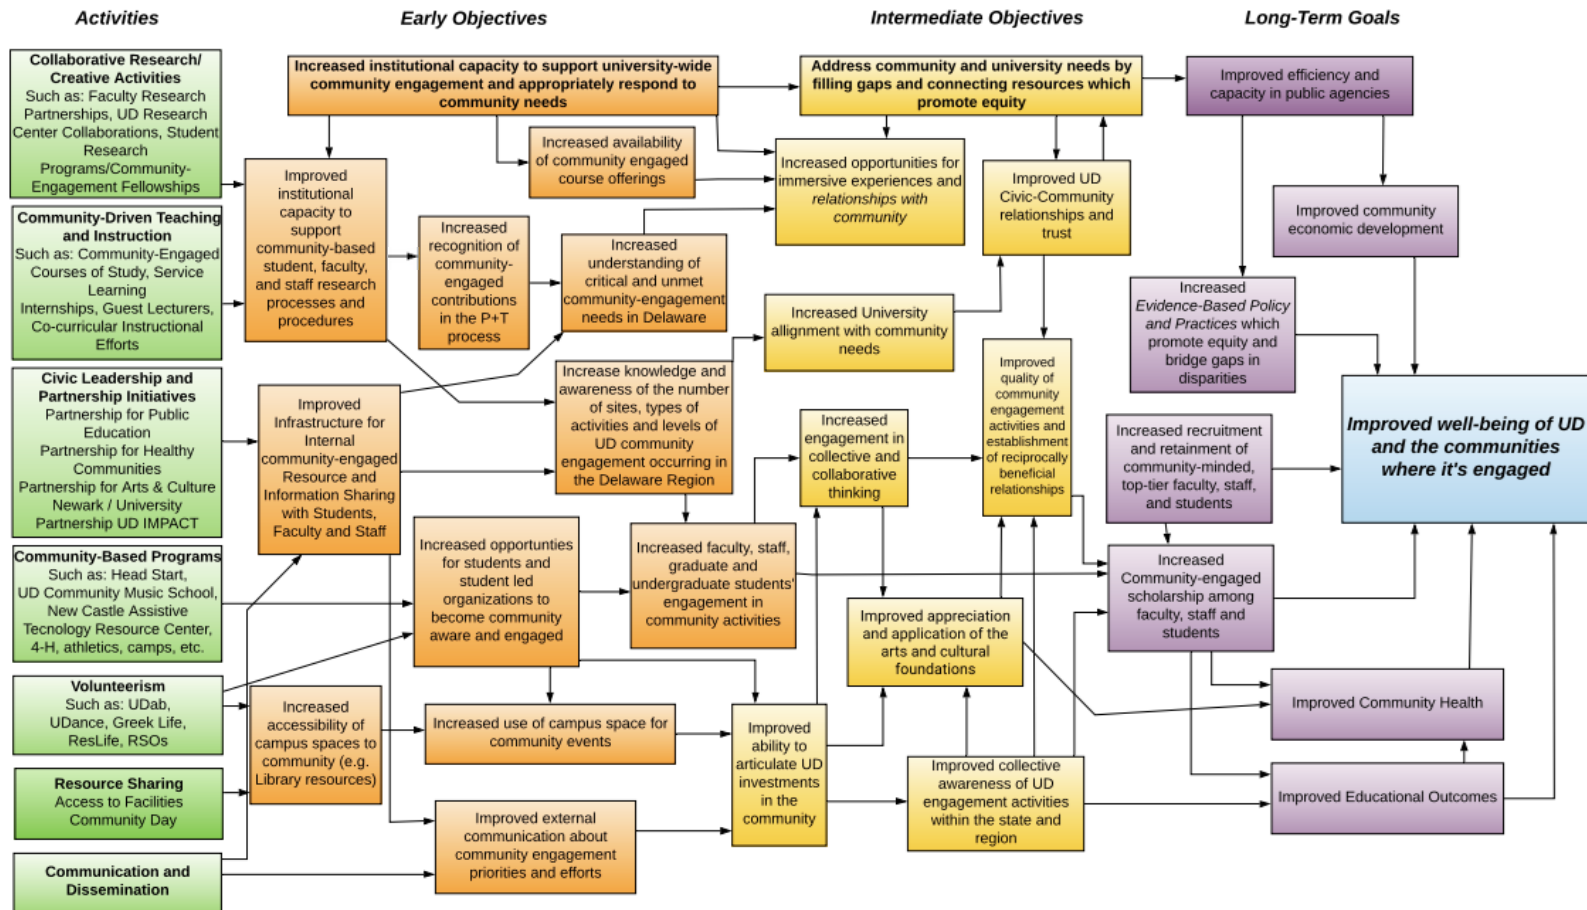 Activities
Early Objectives
Intermediate Objectives
Long-Term Goals
Collaborative Research/
Creative Activities
Such as: Faculty Research
Partnerships, UD Research
Center Collaborations, Student
Research
Programs/Community-
Engagement Fellowships
Community-Driven Teaching
and Instruction
Such as: Community-Engaged
Courses of Study, Service
Learning
Internships, Guest Lecturers,
Co-curricular Instructional
Efforts
Civic Leadership and
Partnership Initiatives
Partnership for Public
Education
Partnership for Healthy
Communities
Partnership for Arts & Culture
Newark / University
Partnership UD IMPACT
Community-Based Programs
Such as: Head Start,
UD Community Music School,
New Castle Assistive
Tecnology Resource Center,
4-H, athletics, camps, etc.
Volunteerism
Such as: UDab,
UDance, Greek Life,
ResLife, RSOs
Resource Sharing
Access to Facilities
Community Day
Communication and
Dissemination
Increased institutional capacity to support university-wide
community engagement and appropriately respond to
community needs
Increased availability
of community engaged
course offerings
Improved
institutional
capacity to
support
community-based
student, faculty,
and staff research
processes and
procedures
Increased
recognition of
community-
engaged
contributions
in the P+T
process
Increased
understanding of
critical and unmet
community-engagement
needs in Delaware
Increase knowledge and
awareness of the number
of sites, types of
activities and levels of
UD community
engagement occurring in
the Delaware Region
Improved
Infrastructure for
Internal
community-engaged
Resource and
Information Sharing
with Students,
Faculty and Staff
Increased opportunties
for students and
student led
organizations to
become community
aware and engaged
Increased faculty, staff,
graduate and
undergraduate students'
engagement in
community activities
Increased
accessibility of
campus spaces to
community (e.g.
Library resources)
Increased use of campus space for
community events
Improved external
communication about
community engagement
priorities and efforts
Address community and university needs by
filling gaps and connecting resources which
promote equity
Increased opportunities for
immersive experiences and
relationships with
community
Improved UD
Civic-Community
relationships and
trust
Increased University
allignment with community
needs
Improved
quality of
community
engagement
activities and
establishment
of reciprocally
beneficial
relationships
Increased
engagement in
collective and
collaborative
thinking
Improved appreciation
and application of the
arts and cultural
foundations
Improved
ability to
articulate UD
investments
in the
community
Improved collective
awareness of UD
engagement activities
within the state and
region
Improved efficiency and
capacity in public
agencies
Improved community
economic development
Increased
Evidence-Based Policy
and Practices which
promote equity and
bridge gaps in
disparities
Increased recruitment
and retainment of
community-minded,
top-tier faculty, staff,
and students
Increased
Community-engaged
scholarship among
faculty, staff and
students
Improved Community Health
Improved Educational Outcomes
Improved well-being of UD
and the communities
where it's engaged